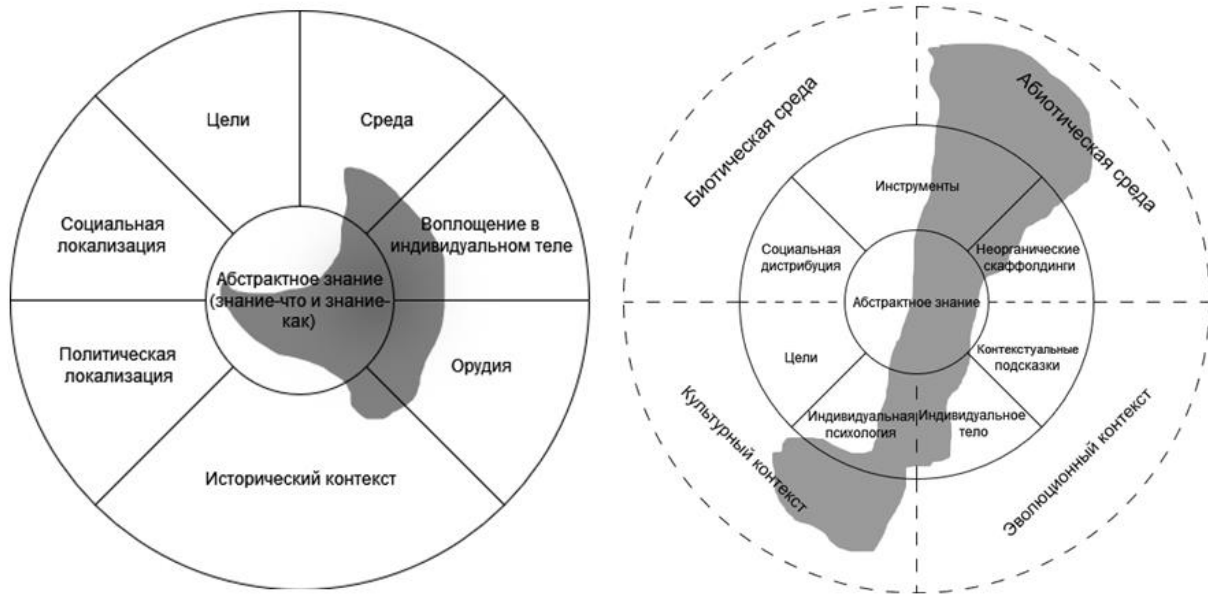 Цели
Среда
Социальная
локализация
Воплощение в
индивидуальном теле
Абстрактное знание
(знание-что и знание-
как)
Политическая
локализация
Орудия
Исторический контекст
Биотическая среда
Абиотическая среда
Инструменты
Социальная
дистрибуция
Неорганические
скаффолдинги
Абстрактное знание
Цели
Контекстуальные
подсказки
Индивидуальная
психология
Индивидуальное
тело
Культурный контекст
Эволюционный контекст